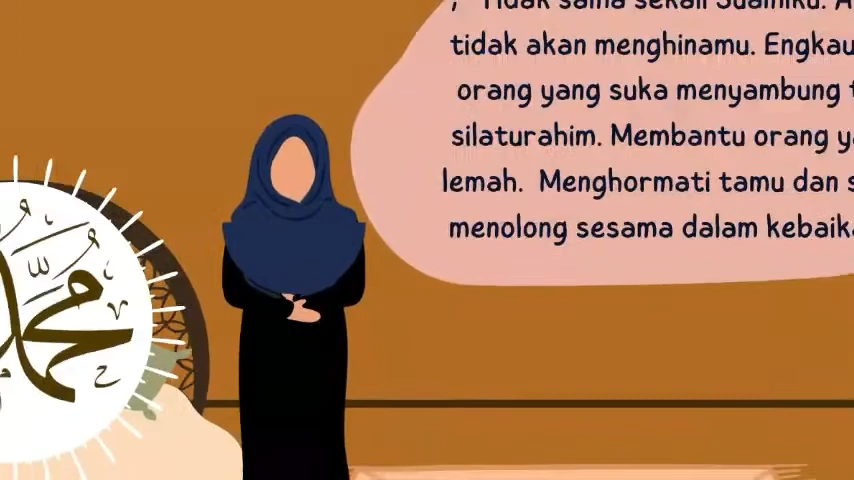 , Tidak sama sekali Suamiku.
tidak akan menghinamu. Engkau
orang yang suka menyambung
silaturahim. Membantu orang
lemah. Menghormati tamu dan
menolong sesama dalam
محمد